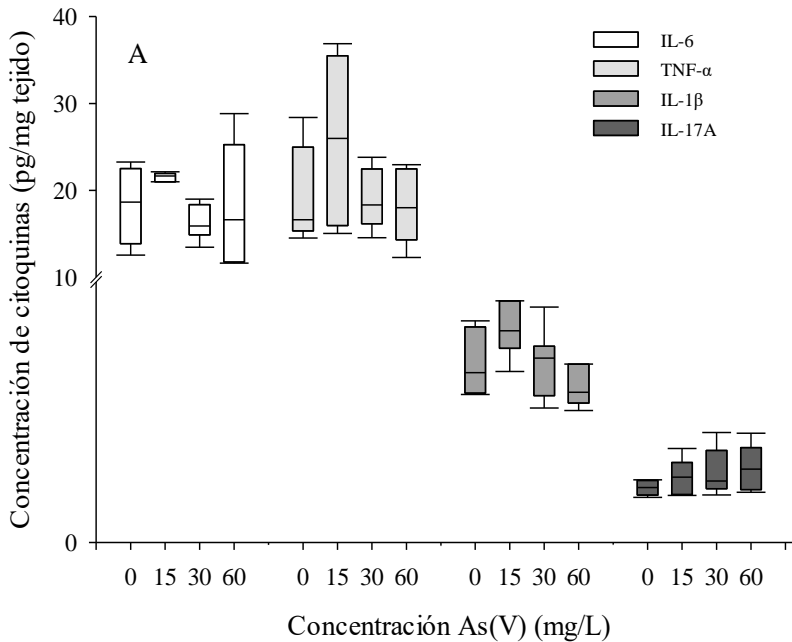 A
IL-6
TNF-α
IL-1β
IL-17A
Concentración de citoquinas (pg/mg tejido)
40
30
20
10
0
0 15 30 60 0 15 30 60 0 15 30 60 0 15 30 60
Concentración As(V) (mg/L)